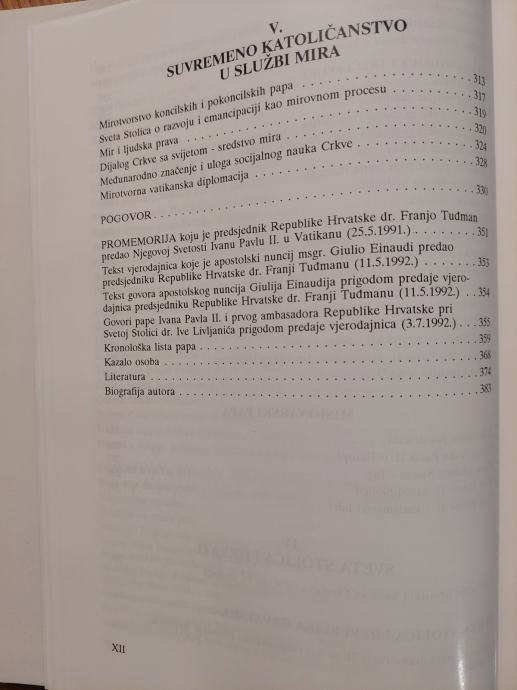 V.
SUVREMENO KATOLIČANSTVO
U SLUŽBI MIRA
Mirotvorstvo koncilskih i pokoncilskih papa . . . . . . . . . . . . . . . . . 313
Sveta Stolica o razvoju i emancipaciji kao mirovnom procesu . . . . . . . 317
Mir i ljudska prava . . . . . . . . . . . . . . . . . . . . . . . . . . . . . 319
Dijalog Crkve sa svijetom - sredstvo mira . . . . . . . . . . . . . . . . . 320
Međunarodno značenje i uloga socijalnog nauka Crkve . . . . . . . . . . 324
Mirotvorna vatikanska diplomacija . . . . . . . . . . . . . . . . . . . . . 328
POGOVOR . . . . . . . . . . . . . . . . . . . . . . . . . . . . . . . . . . 330
PROMEMORIJA koju je predsjednik Republike Hrvatske dr. Franjo Tuđman
predao Njegovoj Svetosti Ivanu Pavlu II. u Vatikanu (25.5.1991.) . . . . . 351
Tekst vjerodajnica koje je apostolski nuncij msgr. Giulio Einaudi predao
predsjedniku Republike Hrvatske dr. Franji Tuđmanu (11.5.1992.) . . . . . 353
Tekst govora apostolskog nuncija Giulija Einaudija prigodom predaje vjero-
dajnica predsjedniku Republike Hrvatske dr. Franji Tuđmanu (11.5.1992.) . . 354
Govori pape Ivana Pavla II. i prvog ambasadora Republike Hrvatske pri
Svetoj Stolici dr. Ive Livljanića prigodom predaje vjerodajnica (3.7.1992.) . . 355
Kronološka lista papa . . . . . . . . . . . . . . . . . . . . . . . . . . . . 359
Kazalo osoba . . . . . . . . . . . . . . . . . . . . . . . . . . . . . . . . 368
Literatura . . . . . . . . . . . . . . . . . . . . . . . . . . . . . . . . . . 374
Biografija autora . . . . . . . . . . . . . . . . . . . . . . . . . . . . . . 383
XII